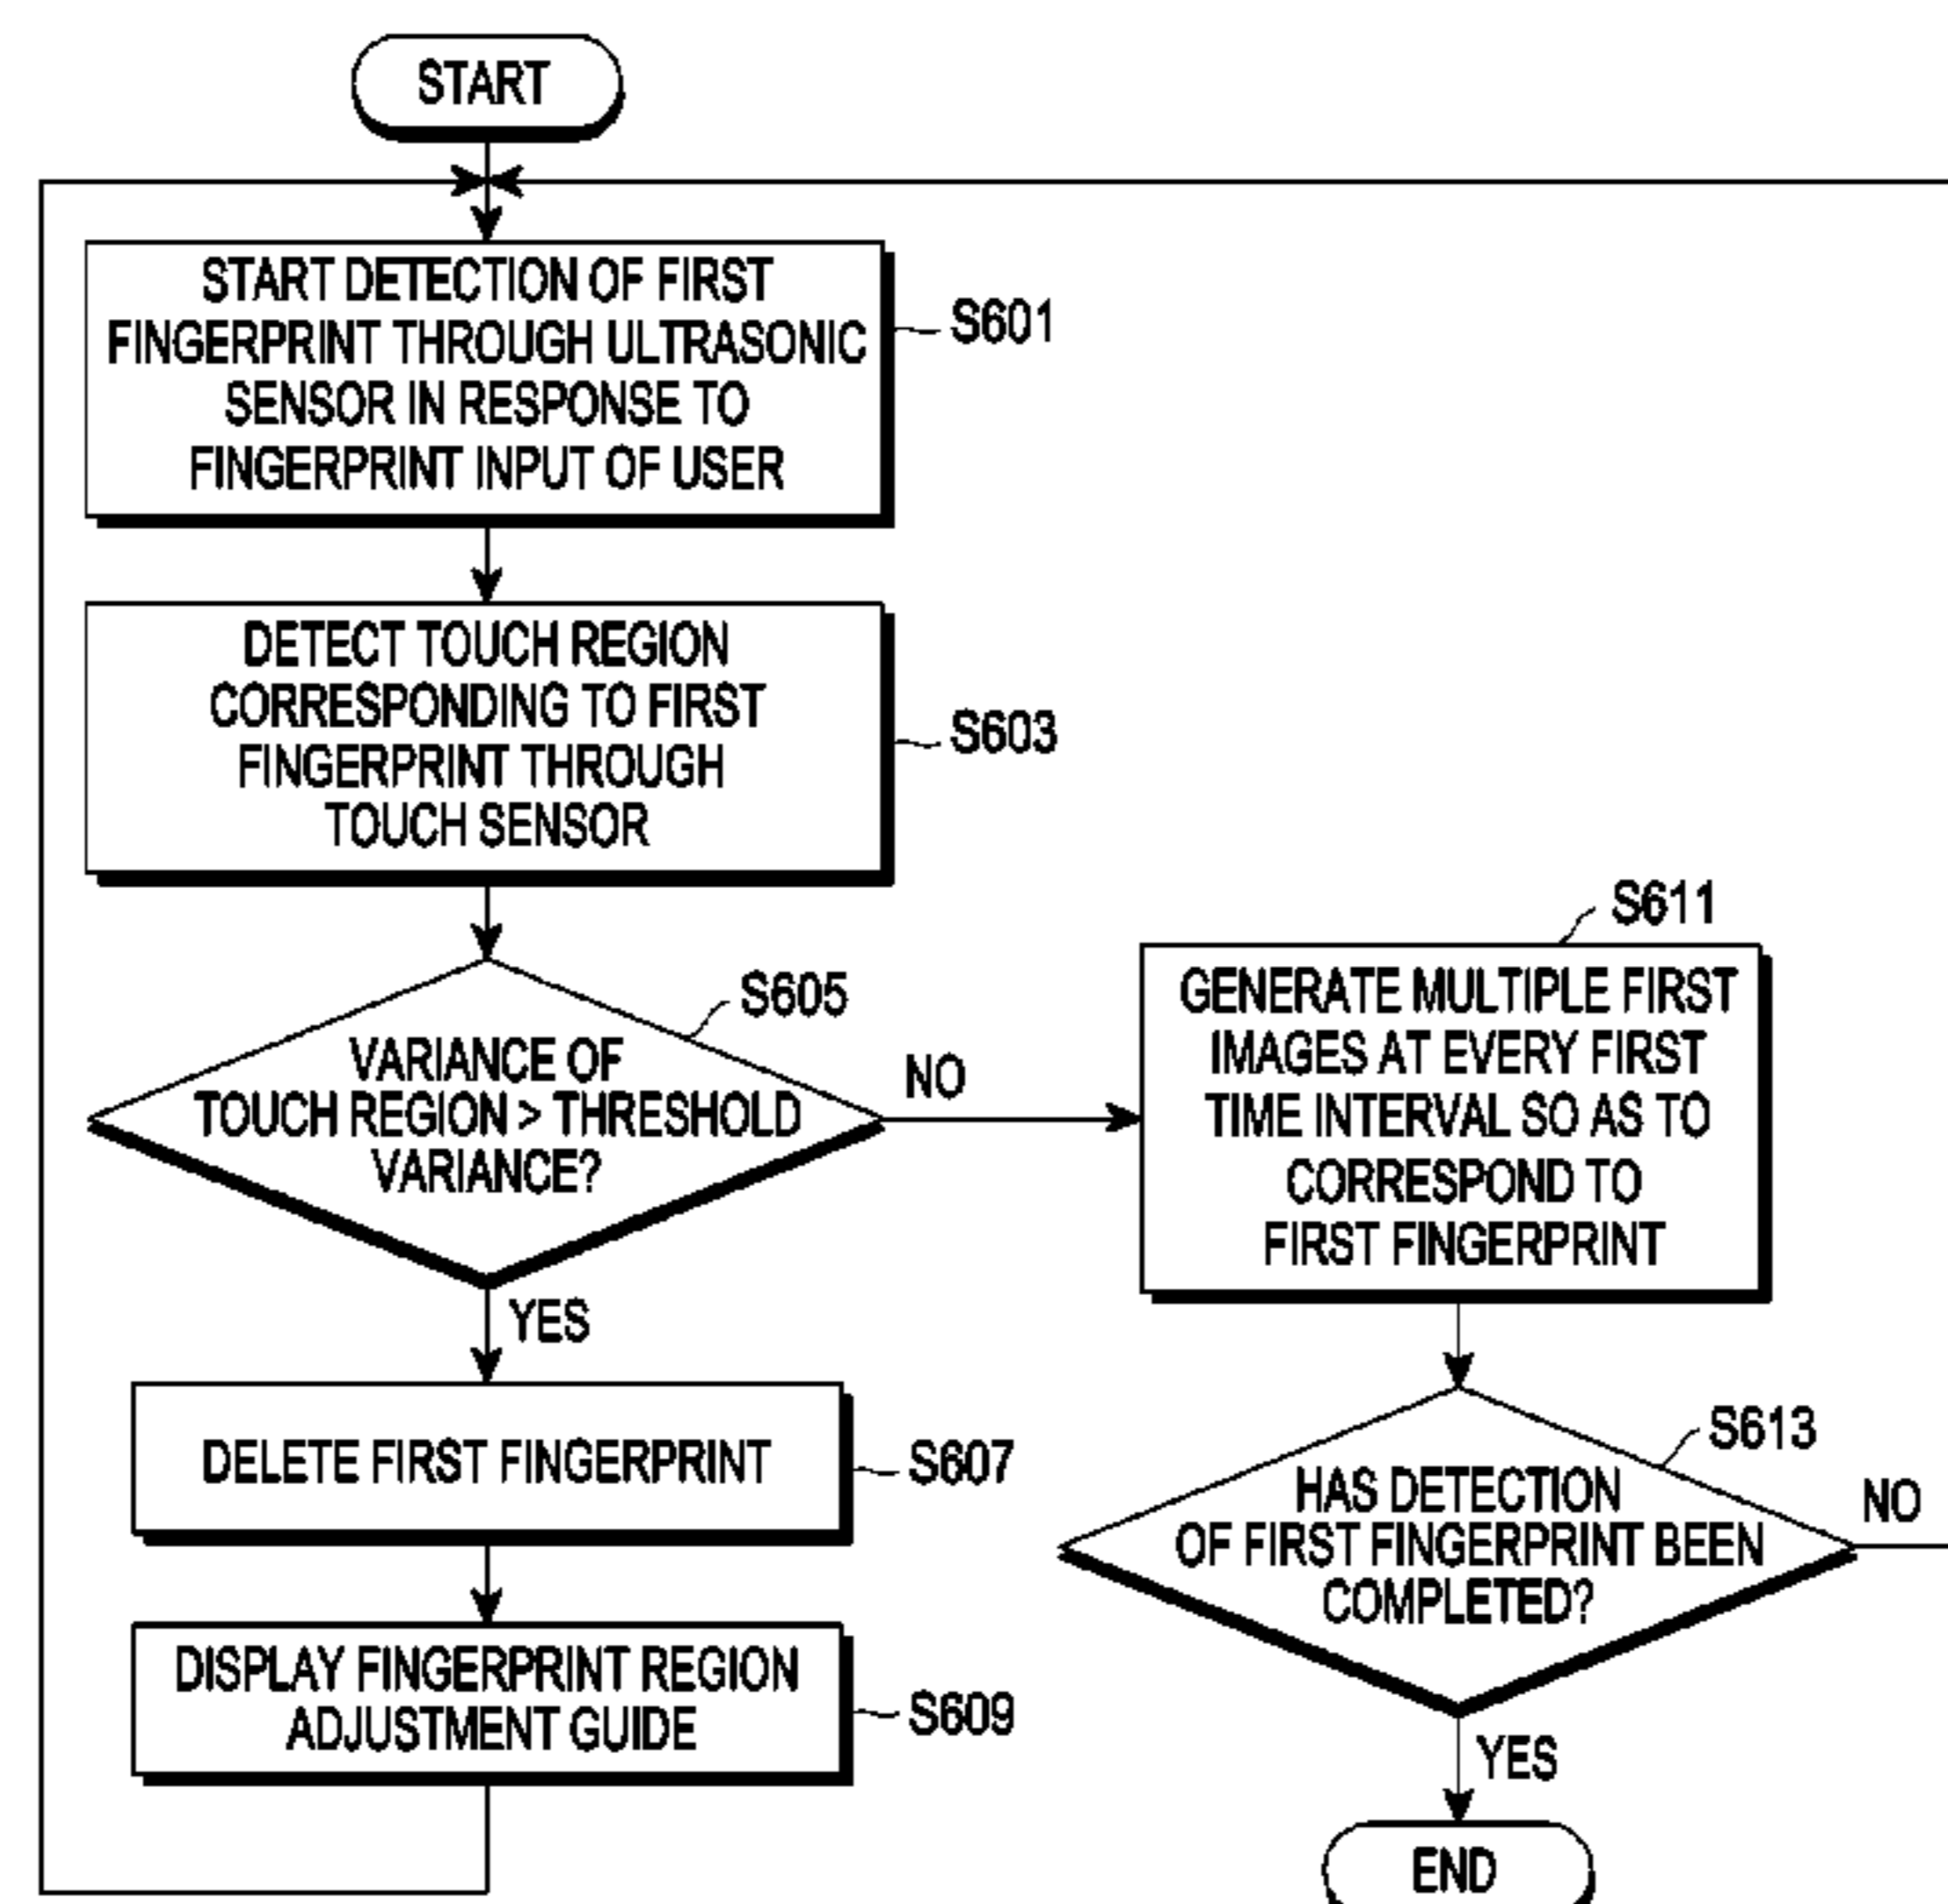 START
START DETECTION OF FIRST
FINGERPRINT THROUGH ULTRASONIC
SENSOR IN RESPONSE TO
FINGERPRINT INPUT OF USER
S601
DETECT TOUCH REGION
CORRESPONDING TO FIRST
FINGERPRINT THROUGH
TOUCH SENSOR
S603
VARIANCE OF
TOUCH REGION > THRESHOLD
VARIANCE?
S605
NO
YES
DELETE FIRST FINGERPRINT
S607
DISPLAY FINGERPRINT REGION
ADJUSTMENT GUIDE
S609
S611
GENERATE MULTIPLE FIRST
IMAGES AT EVERY FIRST
TIME INTERVAL SO AS TO
CORRESPOND TO
FIRST FINGERPRINT
S613
HAS DETECTION
OF FIRST FINGERPRINT BEEN
COMPLETED?
NO
YES
END